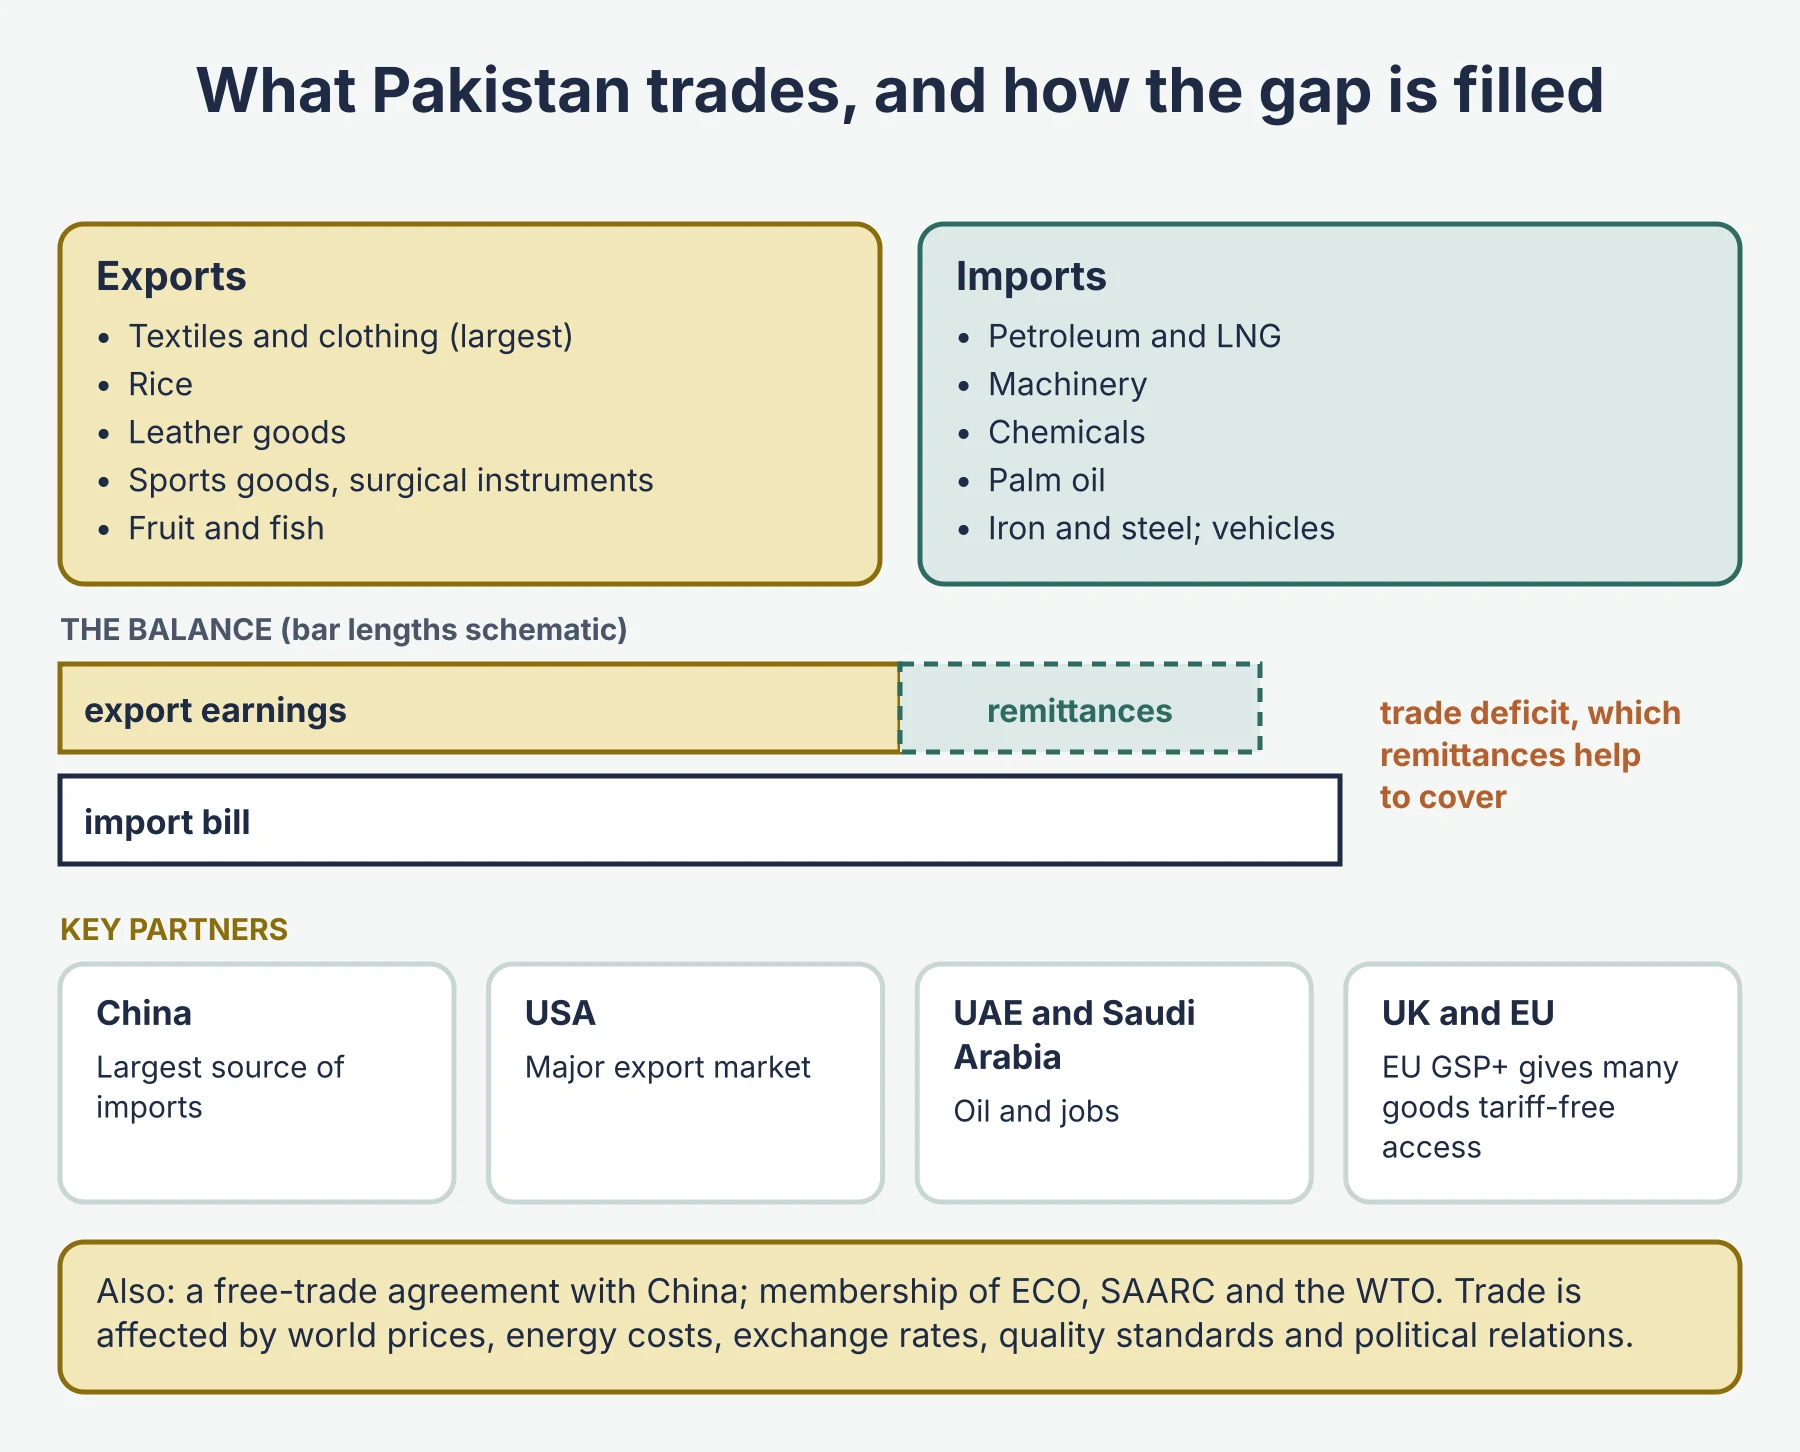 What Pakistan trades, and how the gap is filled
Exports
• Textiles and clothing (largest)
• Rice
• Leather goods
• Sports goods, surgical instruments
• Fruit and fish
Imports
• Petroleum and LNG
• Machinery
• Chemicals
• Palm oil
• Iron and steel; vehicles
THE BALANCE (bar lengths schematic)
export earnings
remittances
import bill
trade deficit, which
remittances help
to cover
KEY PARTNERS
China
Largest source of
imports
USA
Major export market
UAE and Saudi
Arabia
Oil and jobs
UK and EU
EU GSP+ gives many
goods tariff-free
access
Also: a free-trade agreement with China; membership of ECO, SAARC and the WTO. Trade is
affected by world prices, energy costs, exchange rates, quality standards and political relations.